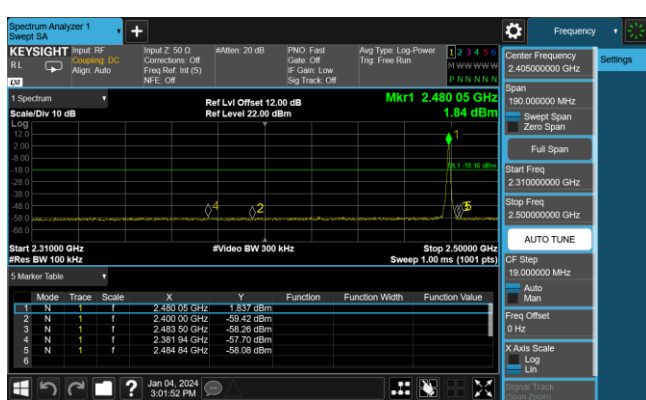 Spectrum Analyzer 1
Swept SA
+
Frequency
KEYSIGHT
RL
LXI
Input: RF
Coupling: DC
Align: Auto
Input Z: 50 Ω
Corrections: Off
Freq Ref: Int (S)
NFE: Off
#Atten: 20 dB
PNO: Fast
Gate: Off
IF Gain: Low
Sig Track: Off
Avg Type: Log-Power
Trig: Free Run
1 2 3 4 5 6
M W W W W W
P N N N N N
Settings
1 Spectrum
Scale/Div 10 dB
Ref Lvl Offset 12.00 dB
Ref Level 22.00 dBm
Mkr1 2.480 05 GHz
1.84 dBm
Log
12.0
2.00
-8.00
-18.0
-28.0
-38.0
-48.0
-58.0
-68.0
1
DL1 -18.16 dBm
4
2
3
5
Start 2.31000 GHz
#Res BW 100 kHz
#Video BW 300 kHz
Stop 2.50000 GHz
Sweep 1.00 ms (1001 pts)
5 Marker Table
Mode Trace Scale X Y Function Function Width Function Value
1 N 1 f 2.480 05 GHz 1.837 dBm
2 N 1 f 2.400 00 GHz -59.42 dBm
3 N 1 f 2.483 50 GHz -58.26 dBm
4 N 1 f 2.381 94 GHz -57.70 dBm
5 N 1 f 2.484 84 GHz -58.08 dBm
6
?
Jan 04, 2024
3:01:52 PM
Center Frequency
2.405000000 GHz
Span
190.000000 MHz
Swept Span
Zero Span
Full Span
Start Freq
2.310000000 GHz
Stop Freq
2.500000000 GHz
AUTO TUNE
CF Step
19.000000 MHz
Auto
Man
Freq Offset
0 Hz
X Axis Scale
Log
Lin
Signal Track
(Span Zoom)